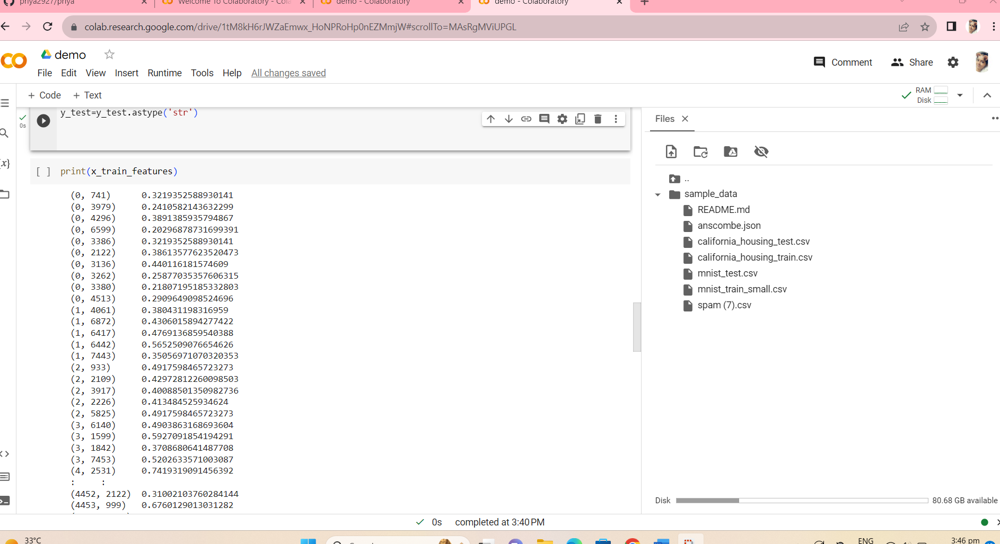 priya2927/priya
Welcome To Colaboratory - Cola
demo - Colaboratory
demo - Colaboratory
colab.research.google.com/drive/1tM8kH6rJWZaEmwx_HoNPRoHp0nEZMmjW#scrollTo=MAsRgMViUPGL
demo
File Edit View Insert Runtime Tools Help All changes saved
Comment Share
+ Code + Text
RAM
Disk
y_test=y_test.astype('str')
0s
{x}
[ ] print(x_train_features)
(0, 741) 0.3219352588930141
(0, 3979) 0.2410582143632299
(0, 4296) 0.3891385935794867
(0, 6599) 0.20296878731699391
(0, 3386) 0.3219352588930141
(0, 2122) 0.38613577623520473
(0, 3136) 0.440116181574609
(0, 3262) 0.25877035357606315
(0, 3380) 0.21807195185332803
(0, 4513) 0.2909649098524696
(1, 4061) 0.380431198316959
(1, 6872) 0.4306015894277422
(1, 6417) 0.4769136859540388
(1, 6442) 0.5652509076654626
(1, 7443) 0.35056971070320353
(2, 933) 0.4917598465723273
(2, 2109) 0.42972812260098503
(2, 3917) 0.40088501350982736
(2, 2226) 0.413484525934624
(2, 5825) 0.4917598465723273
(3, 6140) 0.4903863168693604
(3, 1599) 0.5927091854194291
(3, 1842) 0.3708680641487708
(3, 7453) 0.5202633571003087
(4, 2531) 0.7419319091456392
: :
(4452, 2122) 0.31002103760284144
(4453, 999) 0.6760129013031282
Files
..
sample_data
README.md
anscombe.json
california_housing_test.csv
california_housing_train.csv
mnist_test.csv
mnist_train_small.csv
spam (7).csv
Disk 80.68 GB available
0s completed at 3:40 PM
33°C
ENG
3:46 pm